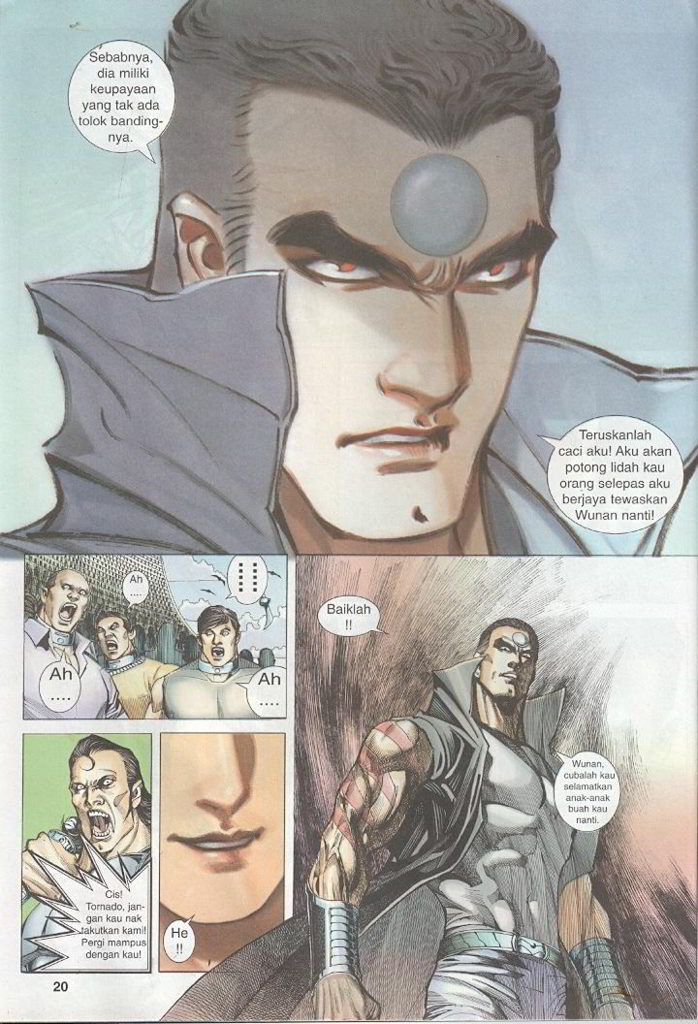 Sebabnya,
dia miliki
keupayaan
yang tak ada
tolok banding-
nya.
Teruskanlah
caci aku! Aku akan
potong lidah kau
orang selepas aku
berjaya tewaskan
Wunan nanti!
Ah
....
Ah
....
Ah
....
Baiklah
!!
Wunan,
cubalah kau
selamatkan
anak-anak
buah kau
nanti.
Cis!
Tornado, jan-
gan kau nak
takutkan kami!
Pergi mampus
dengan kau!
He
!!
20